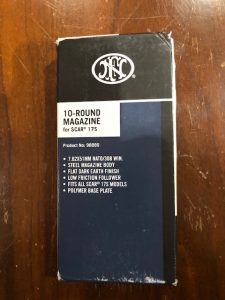 FN
10-ROUND
MAGAZINE
for SCAR® 17S
Product No. 98669
• 7.62X51MM NATO/308 WIN.
• STEEL MAGAZINE BODY
• FLAT DARK EARTH FINISH
• LOW FRICTION FOLLOWER
• FITS ALL SCAR® 17S MODELS
• POLYMER BASE PLATE